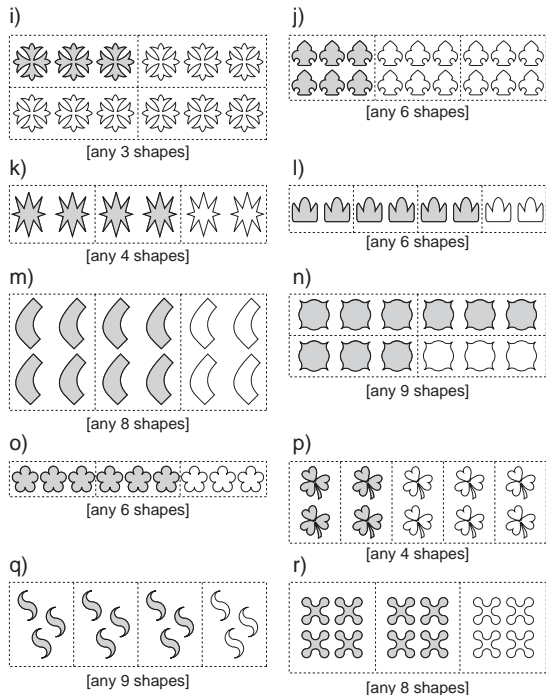 i)
[any 3 shapes]
j)
[any 6 shapes]
k)
[any 4 shapes]
l)
[any 6 shapes]
m)
[any 8 shapes]
n)
[any 9 shapes]
o)
[any 6 shapes]
p)
[any 4 shapes]
q)
[any 9 shapes]
r)
[any 8 shapes]